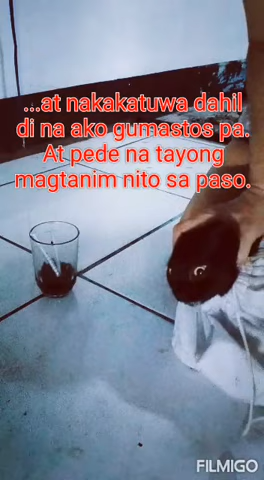 ...at nakakatuwa dahil
di na ako gumastos pa.
At pede na tayong
magtanim nito sa paso.
FILMIGO